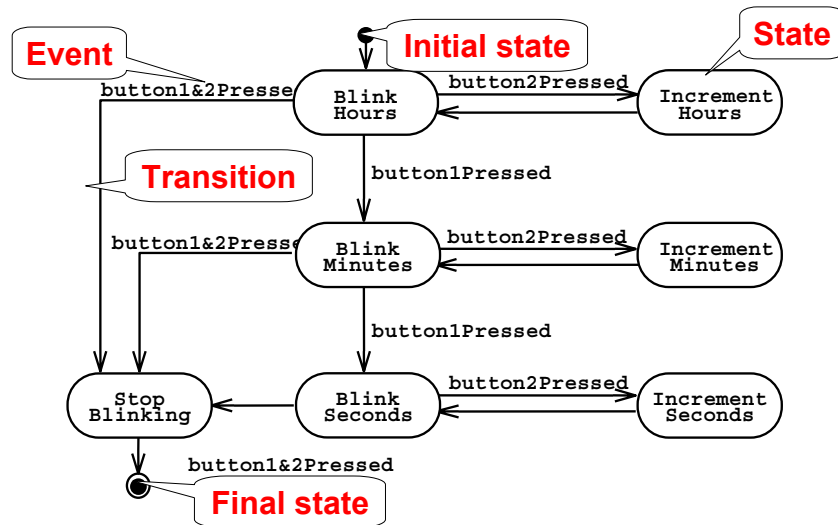 Initial state
State
Event
button1&2Presse
button2Pressed
Blink
Hours
Increment
Hours
Transition
button1Pressed
button1&2Presse
button2Pressed
Blink
Minutes
Increment
Minutes
button1Pressed
button2Pressed
Stop
Blinking
Blink
Seconds
Increment
Seconds
button1&2Pressed
Final state